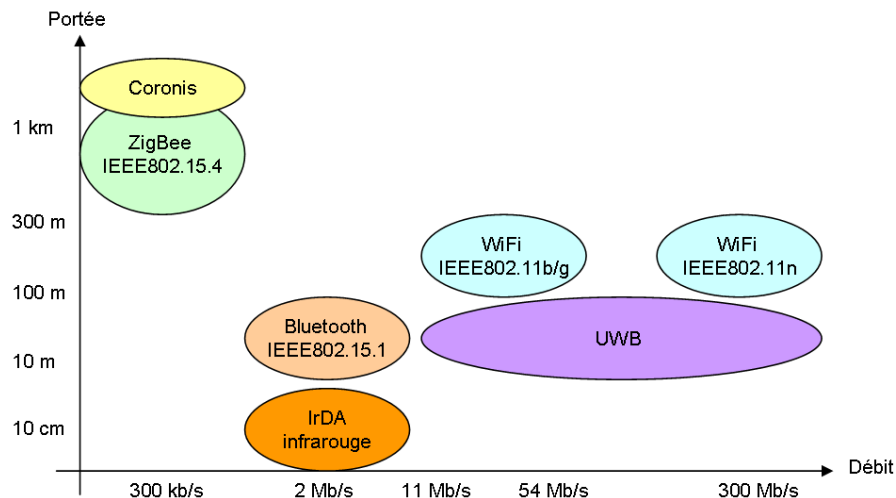 Portée
Coronis
1 km
ZigBee
IEEE802.15.4
300 m
WiFi
IEEE802.11b/g
WiFi
IEEE802.11n
100 m
Bluetooth
IEEE802.15.1
UWB
10 m
IrDA
infrarouge
10 cm
Débit
300 kb/s
2 Mb/s
11 Mb/s
54 Mb/s
300 Mb/s